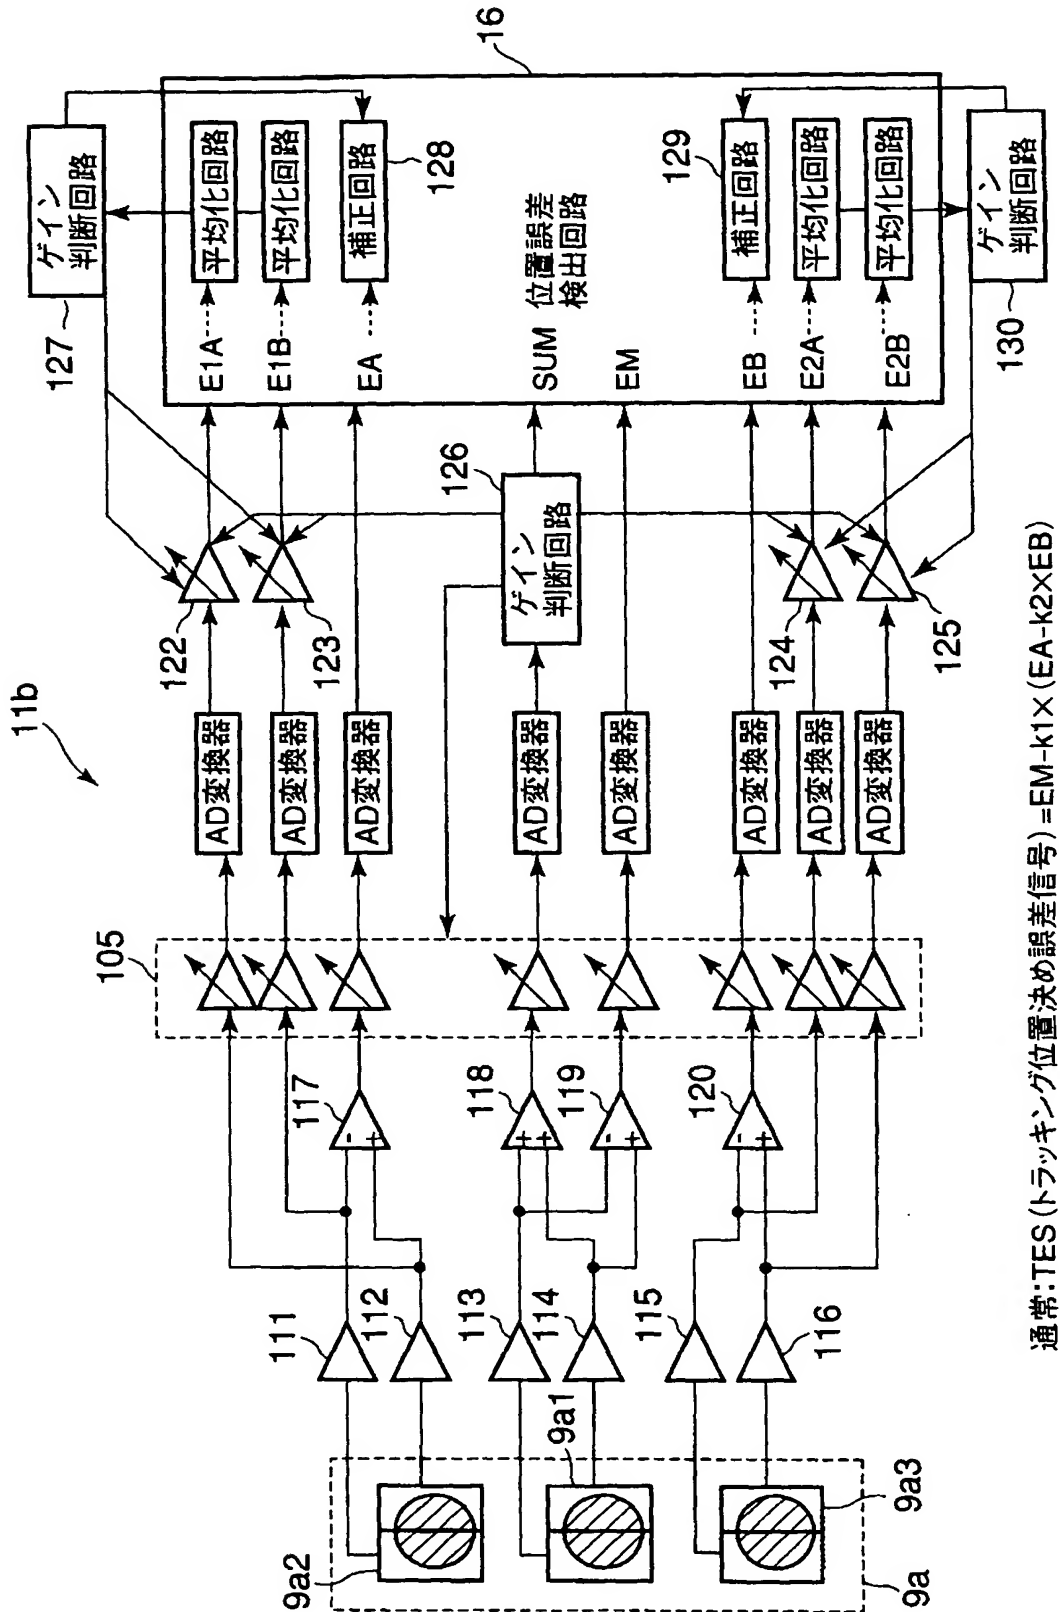 11b
105
9a2
111
112
113
9a1
114
115
116
9a3
9a
117
-
+
118
+
+
119
-
+
120
-
+
AD変換器
AD変換器
AD変換器
AD変換器
AD変換器
AD変換器
AD変換器
AD変換器
122
123
124
125
126
ゲイン
判断回路
127
ゲイン
判断回路
E1A
平均化回路
E1B
平均化回路
EA
補正回路
128
SUM
位置誤差
検出回路
EM
129
EB
補正回路
E2A
平均化回路
E2B
平均化回路
130
ゲイン
判断回路
16
通常:TES(トラッキング位置決め誤差信号)=EM-k1×(EA-k2×EB)